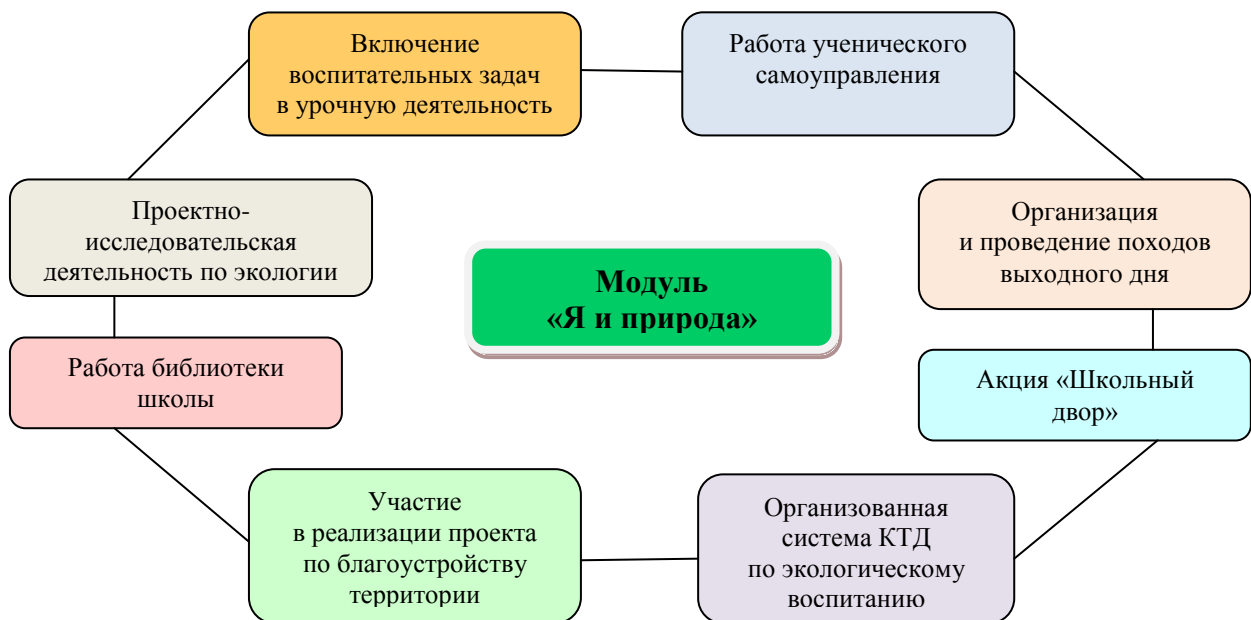 Включение
воспитательных задач
в урочную деятельность
Работа ученического
самоуправления
Проектно-
исследовательская
деятельность по экологии
Организация
и проведение походов
выходного дня
Модуль
«Я и природа»
Работа библиотеки
школы
Акция «Школьный
двор»
Участие
в реализации проекта
по благоустройству
территории
Организованная
система КТД
по экологическому
воспитанию